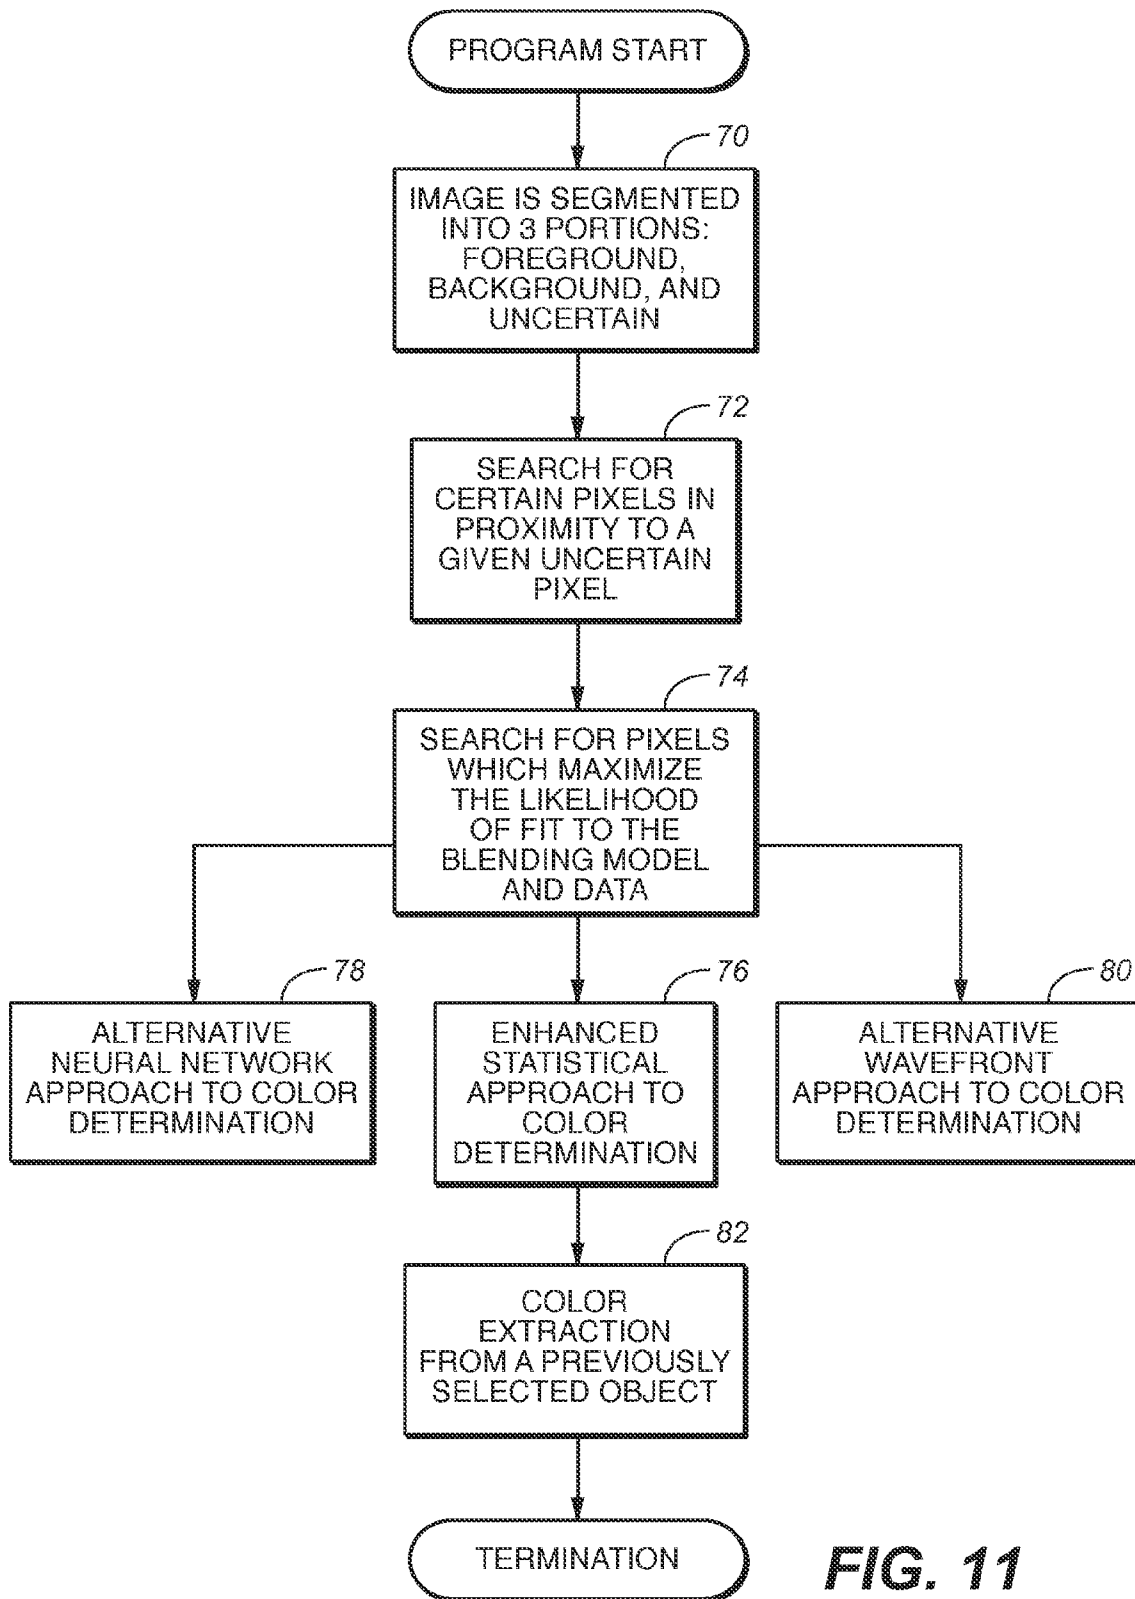 PROGRAM START
70
IMAGE IS SEGMENTED
INTO 3 PORTIONS:
FOREGROUND,
BACKGROUND, AND
UNCERTAIN
72
SEARCH FOR
CERTAIN PIXELS IN
PROXIMITY TO A
GIVEN UNCERTAIN
PIXEL
74
SEARCH FOR PIXELS
WHICH MAXIMIZE
THE LIKELIHOOD
OF FIT TO THE
BLENDING MODEL
AND DATA
78
ALTERNATIVE
NEURAL NETWORK
APPROACH TO COLOR
DETERMINATION
76
ENHANCED
STATISTICAL
APPROACH TO
COLOR
DETERMINATION
80
ALTERNATIVE
WAVEFRONT
APPROACH TO COLOR
DETERMINATION
82
COLOR
EXTRACTION
FROM A PREVIOUSLY
SELECTED OBJECT
TERMINATION
FIG. 11